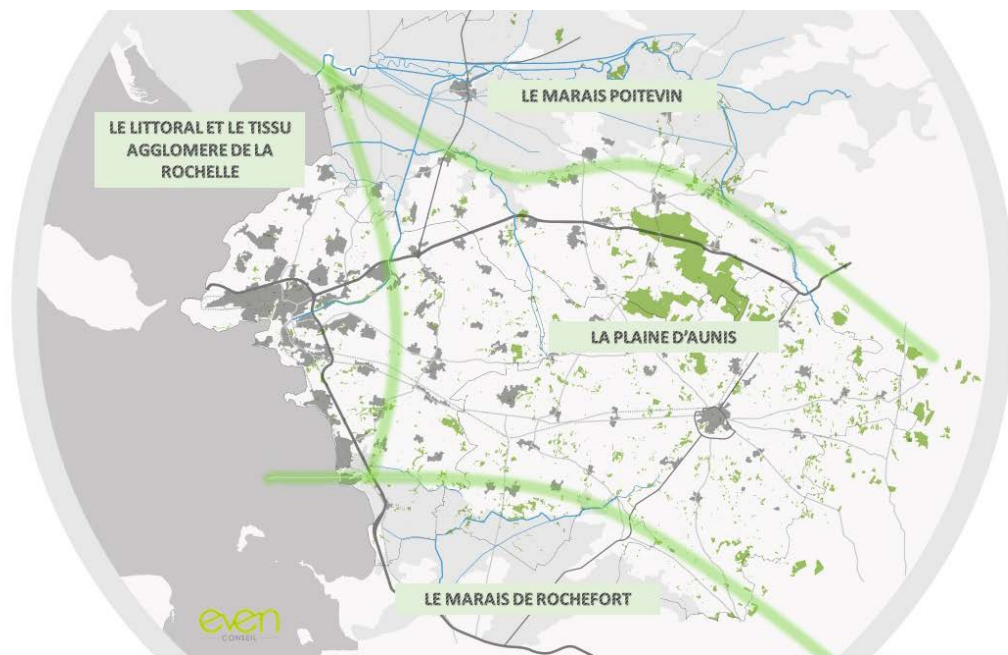 LE MARAIS POITEVIN
LE LITTORAL ET LE TISSU
AGGLOMERE DE LA
ROCHELLE
LA PLAINE D'AUNIS
LE MARAIS DE ROCHEFORT
even
CONSEIL